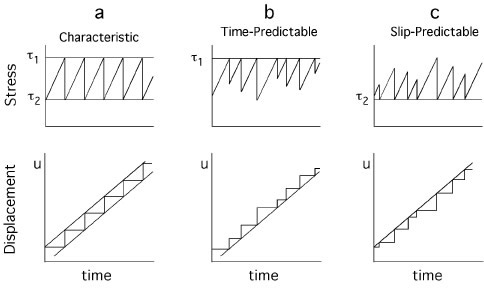 a
b
c
Characteristic
Time-Predictable
Slip-Predictable
Stress
τ1
τ2
τ1
τ2
Displacement
u
u
u
time
time
time